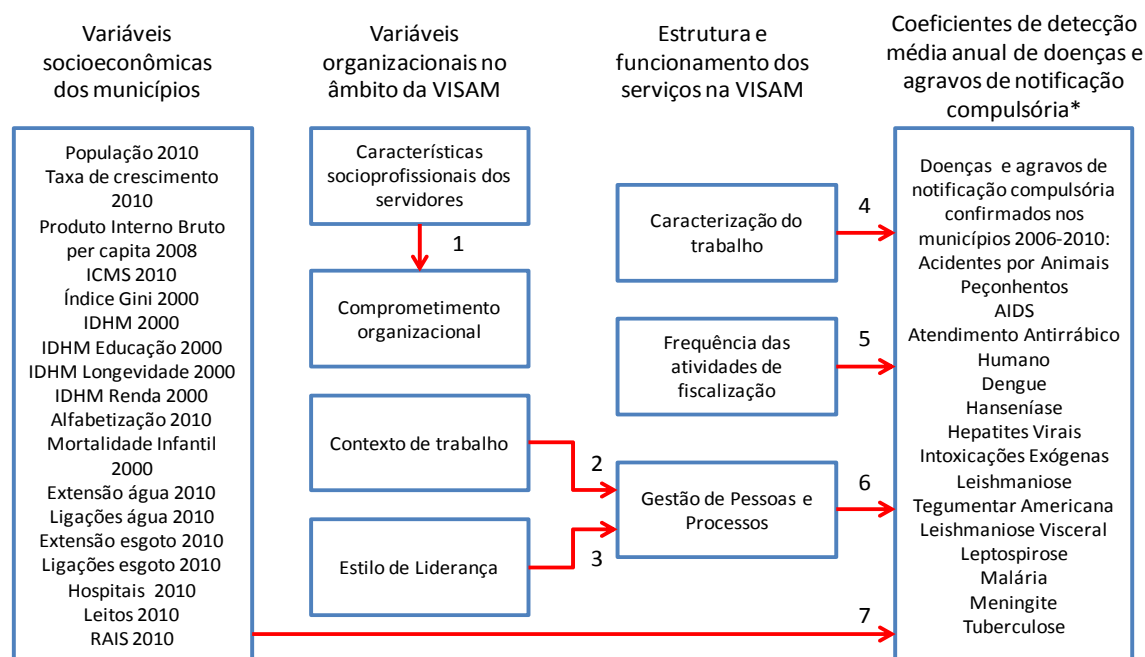 Variáveis
socioeconômicas
dos municípios
Variáveis
organizacionais no
âmbito da VISAM
Estrutura e
funcionamento dos
serviços na VISAM
Coeficientes de detecção
média anual de doenças e
agravos de notificação
compulsória*
População 2010
Taxa de crescimento
2010
Produto Interno Bruto
per capita 2008
ICMS 2010
Índice Gini 2000
IDHM 2000
IDHM Educação 2000
IDHM Longevidade 2000
IDHM Renda 2000
Alfabetização 2010
Mortalidade Infantil
2000
Extensão água 2010
Ligações água 2010
Extensão esgoto 2010
Ligações esgoto 2010
Hospitais 2010
Leitos 2010
RAIS 2010
Características
socioprofissionais dos
servidores
1
Comprometimento
organizacional
Contexto de trabalho
2
Estilo de Liderança
3
Caracterização do
trabalho
4
Frequência das
atividades de
fiscalização
5
Gestão de Pessoas e
Processos
6
7
Doenças e agravos de
notificação compulsória
confirmados nos
municípios 2006-2010:
Acidentes por Animais
Peçonhentos
AIDS
Atendimento Antirrábico
Humano
Dengue
Hanseníase
Hepatites Virais
Intoxicações Exógenas
Leishmaniose
Tegumentar Americana
Leishmaniose Visceral
Leptospirose
Malária
Meningite
Tuberculose